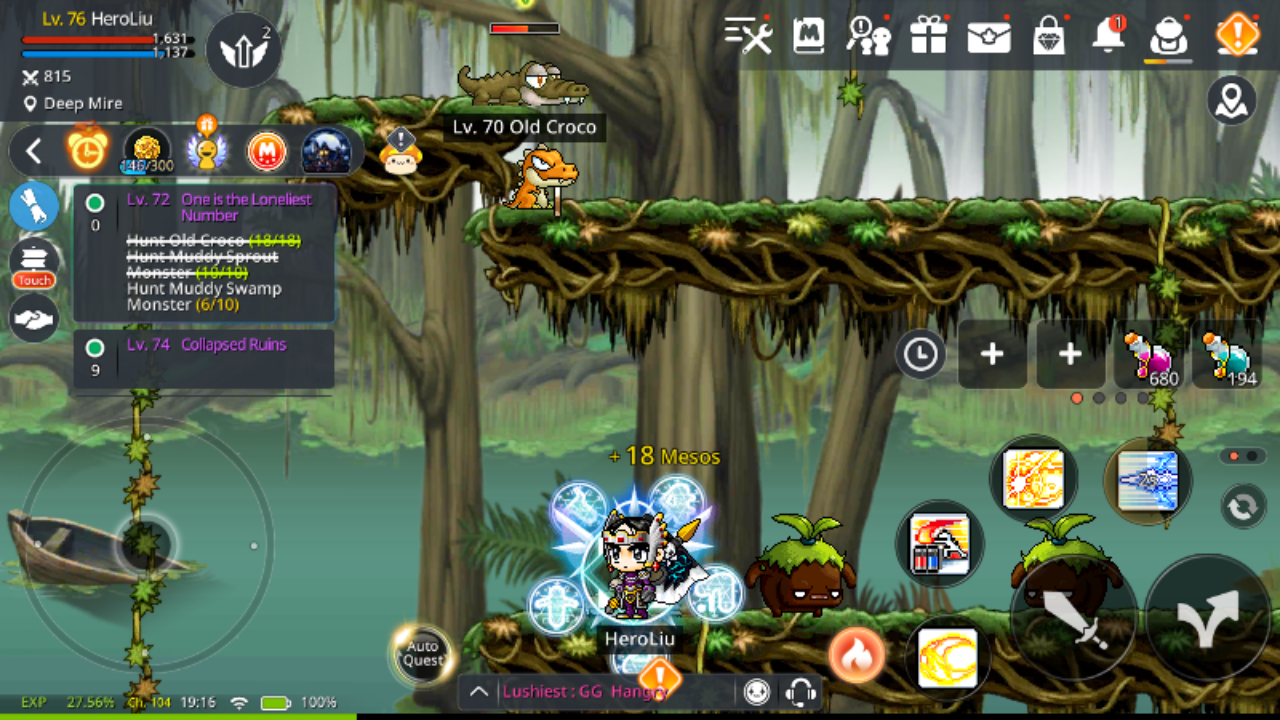 Lv. 76 HeroLiu
2
1,631
1,137
815
Deep Mire
146/300
Lv. 70 Old Croco
1
Lv. 72 One is the Loneliest
Number
0
Hunt Old Croco (18/18)
Hunt Muddy Sprout
Monster (10/10)
Hunt Muddy Swamp
Monster (6/10)
Touch
Lv. 74 Collapsed Ruins
9
680
194
+ 18 Mesos
HeroLiu
Auto
Quest
Lushiest : GG Hangry
EXP 27.56% Ch. 104 19:16 100%